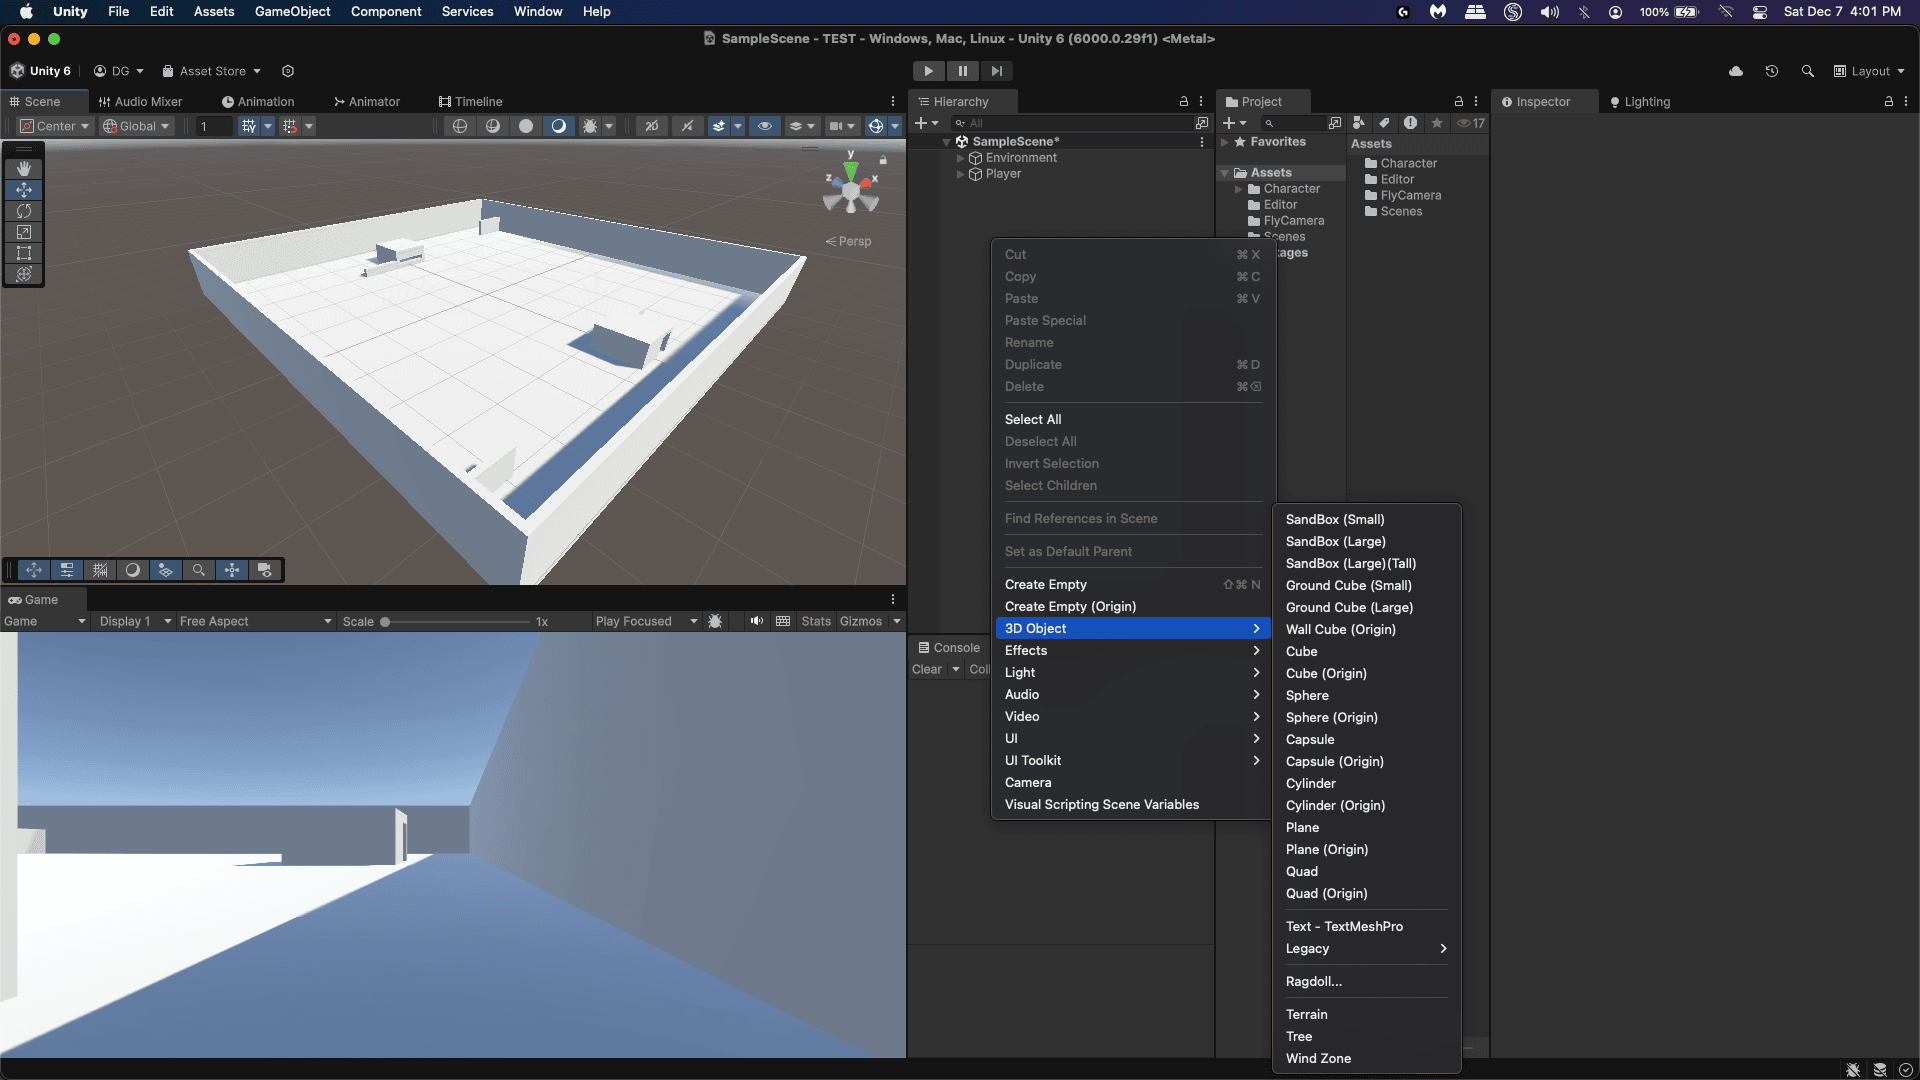 Unity File Edit Assets GameObject Component Services Window Help 100% Sat Dec 7 4:01 PM
SampleScene - TEST - Windows, Mac, Linux - Unity 6 (6000.0.29f1) <Metal>
Unity 6 DG Asset Store Layout
Scene Audio Mixer Animation Animator Timeline
Center Global 1 2D
y
z x
Persp
Hierarchy
All
SampleScene*
Environment
Player
Project
17
Favorites
Assets
Character
Editor
FlyCamera
Scenes
kages
Assets
Character
Editor
FlyCamera
Scenes
Inspector Lighting
Cut ⌘ X
Copy ⌘ C
Paste ⌘ V
Paste Special
Rename
Duplicate ⌘ D
Delete ⌘⌫
Select All
Deselect All
Invert Selection
Select Children
Find References in Scene
Set as Default Parent
Create Empty ⇧⌘ N
Create Empty (Origin)
3D Object
Effects
Light
Audio
Video
UI
UI Toolkit
Camera
Visual Scripting Scene Variables
SandBox (Small)
SandBox (Large)
SandBox (Large)(Tall)
Ground Cube (Small)
Ground Cube (Large)
Wall Cube (Origin)
Cube
Cube (Origin)
Sphere
Sphere (Origin)
Capsule
Capsule (Origin)
Cylinder
Cylinder (Origin)
Plane
Plane (Origin)
Quad
Quad (Origin)
Text - TextMeshPro
Legacy
Ragdoll...
Terrain
Tree
Wind Zone
Game
Game Display 1 Free Aspect Scale 1x Play Focused Stats Gizmos
Console
Clear Coll